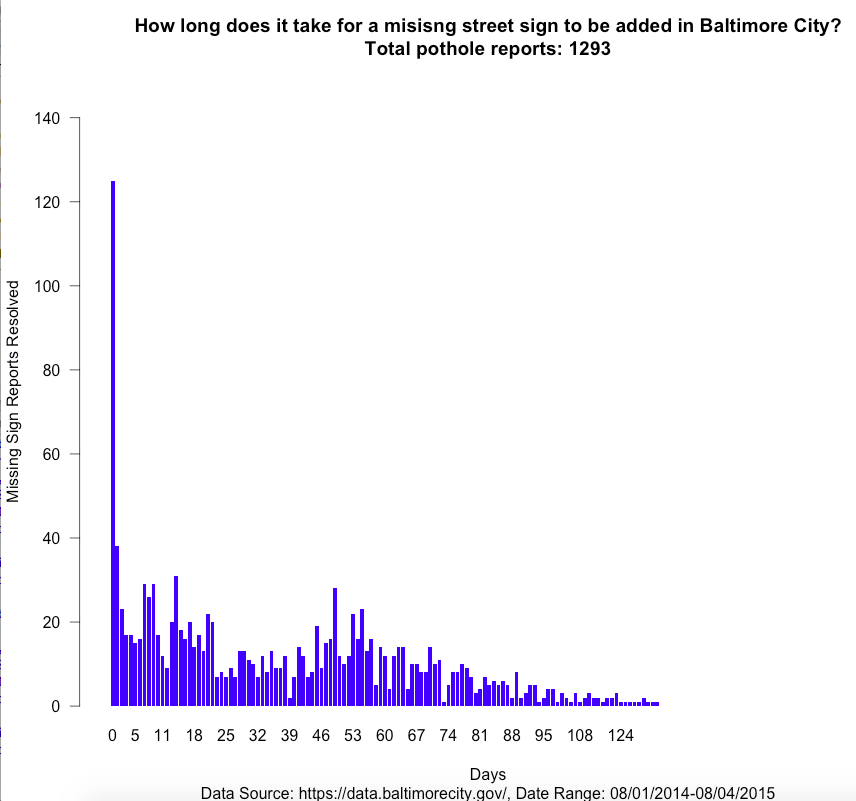 How long does it take for a misisng street sign to be added in Baltimore City?
Total pothole reports: 1293
Missing Sign Reports Resolved
140
120
100
80
60
40
20
0
0 5 11 18 25 32 39 46 53 60 67 74 81 88 95 108 124
Days
Data Source: https://data.baltimorecity.gov/, Date Range: 08/01/2014-08/04/2015